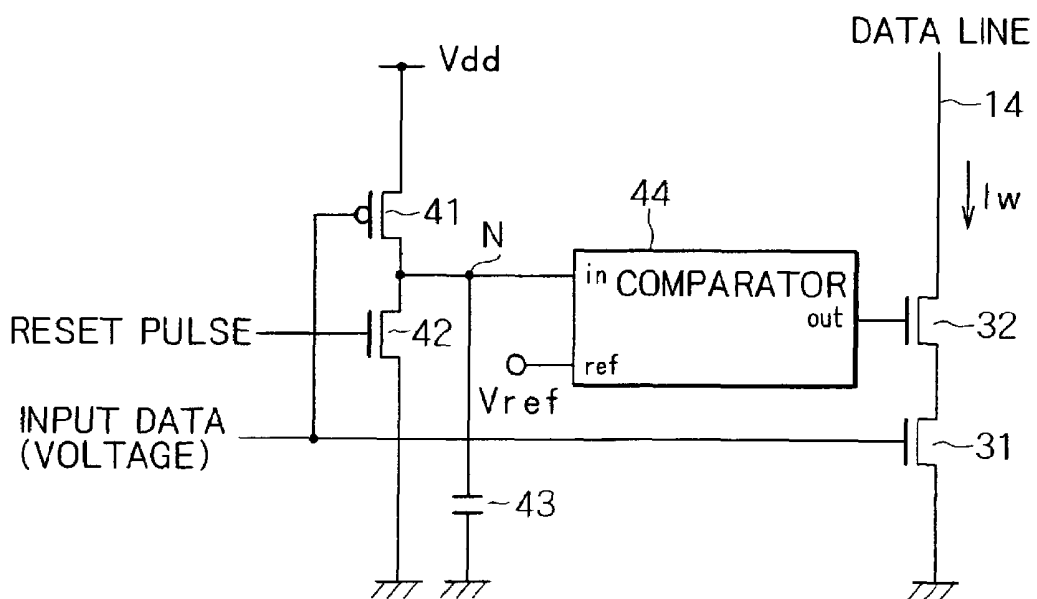 DATA LINE
Vdd
14
44
Iw
41
N
in COMPARATOR
out
RESET PULSE
42
32
ref
Vref
INPUT DATA
(VOLTAGE)
31
43